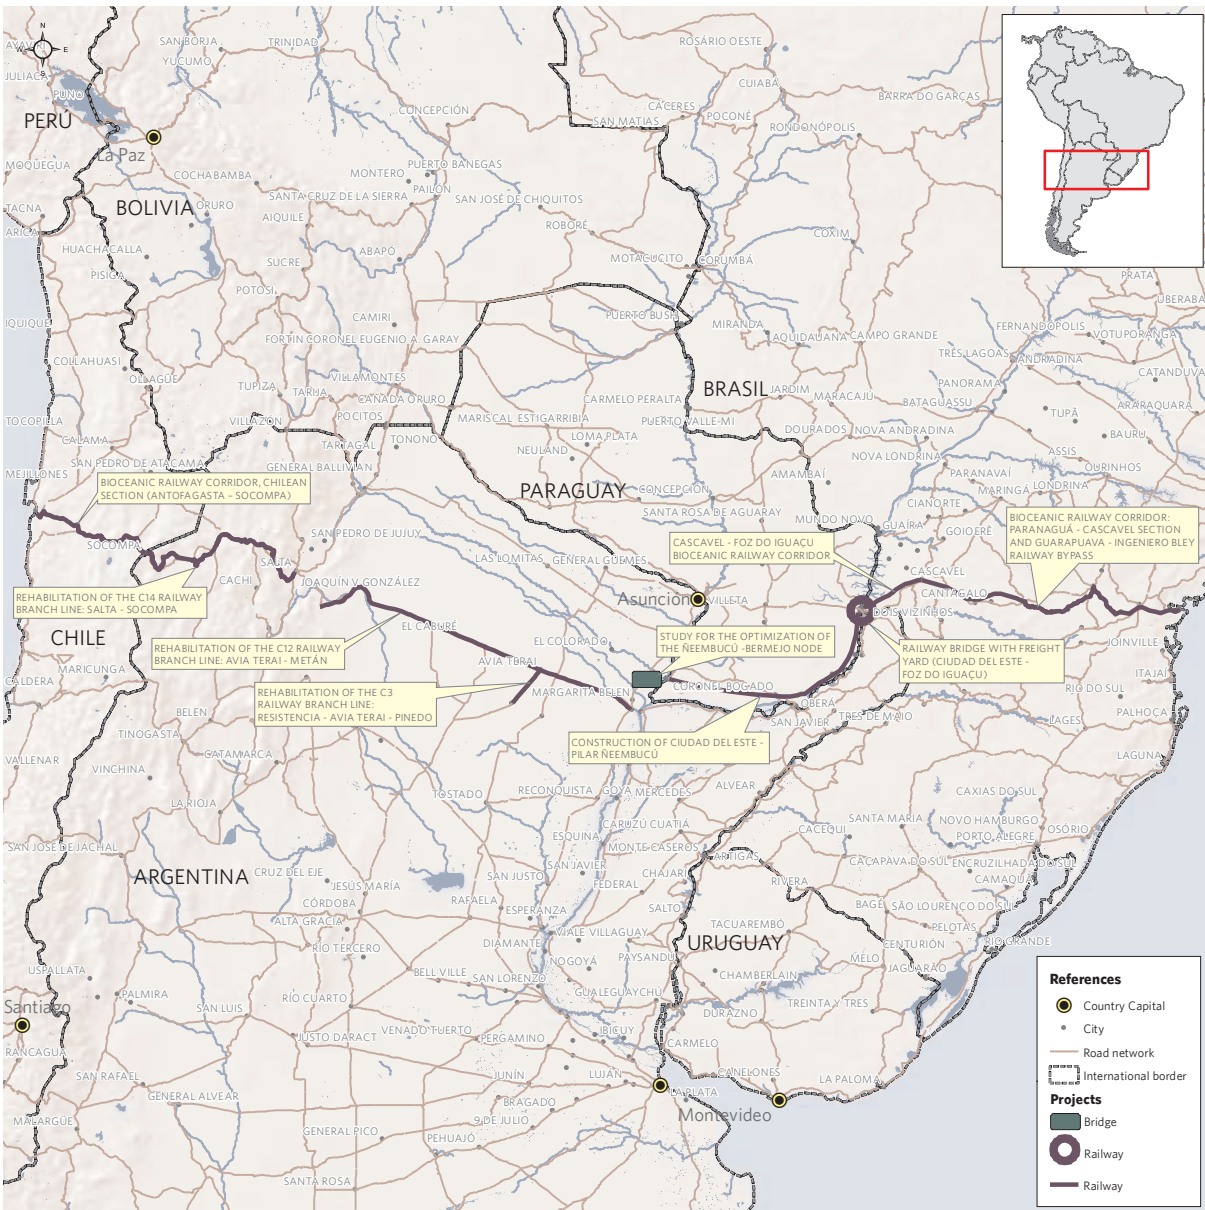 N
W
E
S
AYAVIRI
SAN BORJA
YUCUMO
TRINIDAD
ROSÁRIO OESTE
JULIACA
PUNO
CUIABA
BARRA DO GARÇAS
PERÚ
CONCEPCIÓN
CÁCERES
POCONÉ
SAN MATIAS
RONDONÓPOLIS
La Paz
MOQUEGUA
COCHABAMBA
MONTERO
PUERTO BANEGAS
PAILÓN
TACNA
BOLIVIA
ORURO
SANTA CRUZ DE LA SIERRA
SAN JOSÉ DE CHIQUITOS
AIQUILE
ARICA
ROBORÉ
COXIM
HUACHACALLA
ABAPÓ
MOTACUCITO
CORUMBÁ
PISIGA
SUCRE
PRATA
POTOSI
UBERABA
IQUIQUE
CAMIRI
PUERTO BUSH
MIRANDA
FERNANDÓPOLIS
FORTÍN CORONEL EUGENIO A. GARAY
AQUIDAUANA
CAMPO GRANDE
VOTUPORANGA
COLLAHUASI
TRÊS LAGOAS
ANDRADINA
OLLAGÜE
TUPIZA
VILLAMONTES
CATANDUVA
TARIJA
CAÑADA ORURO
CARMELO PERALTA
BRASIL
JARDIM
MARACAJÚ
PANORAMA
BATAGUASSU
ARARAQUARA
TOCOPILLA
VILLAZÓN
POCITOS
MARISCAL ESTIGARRIBIA
PUERTO VALLE-MI
TUPÃ
CALAMA
TARTAGAL
TONONO
LOMA PLATA
DOURADOS
NOVA ANDRADINA
BAURU
NEULAND
NOVA LONDRINA
ASSIS
MEJILLONES
SAN PEDRO DE ATACAMA
GENERAL BALLIVIAN
AMAMBAÍ
PARANAVAÍ
OURINHOS
BIOCEANIC RAILWAY CORRIDOR, CHILEAN
SECTION (ANTOFAGASTA – SOCOMPA)
PARAGUAY
CONCEPCIÓN
MARINGÁ
LONDRINA
SANTA ROSA DE AGUARAY
CIANORTE
MUNDO NOVO
GUAÍRA
GOIOERÊ
BIOCEANIC RAILWAY CORRIDOR:
PARANAGUÁ - CASCAVEL SECTION
AND GUARAPUAVA - INGENIERO BLEY
RAILWAY BYPASS
SOCOMPA
SAN PEDRO DE JUJUY
LAS LOMITAS
GENERAL GÜEMES
CASCAVEL - FOZ DO IGUAÇU
BIOCEANIC RAILWAY CORRIDOR
SALTA
CACHI
JOAQUÍN V. GONZÁLEZ
CASCAVEL
REHABILITATION OF THE C14 RAILWAY
BRANCH LINE: SALTA - SOCOMPA
Asunción
VILLETA
CANTAGALO
DOIS VIZINHOS
CHILE
EL CABURÉ
EL COLORADO
STUDY FOR THE OPTIMIZATION OF
THE ÑEEMBUCÚ -BERMEJO NODE
RAILWAY BRIDGE WITH FREIGHT
YARD (CIUDAD DEL ESTE -
FOZ DO IGUAÇU)
JOINVILLE
REHABILITATION OF THE C12 RAILWAY
BRANCH LINE: AVIA TERAI - METÁN
AVIA TERAI
MARICUNGA
ITAJAÍ
CALDERA
REHABILITATION OF THE C3
RAILWAY BRANCH LINE:
RESISTENCIA - AVIA TERAI - PINEDO
MARGARITA BELEN
CORONEL BOGADO
RIO DO SUL
OBERÁ
BELEN
SAN JAVIER
TRES DE MAIO
LAGES
PALHOÇA
TINOGASTA
CONSTRUCTION OF CIUDAD DEL ESTE -
PILAR ÑEEMBUCÚ
CATAMARCA
VALLENAR
VINCHINA
LAGUNA
TOSTADO
RECONQUISTA
GOYA
MERCEDES
ALVEAR
CAXIAS DO SUL
LA RIOJA
CARUZÚ CUATIÁ
SANTA MARIA
NOVO HAMBURGO
PORTO ALEGRE
OSÓRIO
ESQUINA
CACEQUI
SAN JOSÉ DE JÁCHAL
MONTE CASEROS
ARTIGAS
CAÇAPAVA DO SUL
ENCRUZILHADA DO SUL
ARGENTINA
CRUZ DEL EJE
SAN JAVIER
CHAJARÍ
RIVERA
CAMAQUÃ
JESÚS MARÍA
SAN JUSTO
FEDERAL
RAFAELA
CÓRDOBA
ESPERANZA
SALTO
BAGÉ
SÃO LOURENÇO DO SUL
ALTA GRACIA
TACUAREMBÓ
PELOTAS
VIALE
VILLAGUAY
RÍO TERCERO
DIAMANTE
URUGUAY
CENTURIÓN
RIO GRANDE
MELO
NOGOYÁ
PAYSANDÚ
USPALLATA
BELL VILLE
SAN LORENZO
CHAMBERLAIN
JAGUARÃO
References
PALMIRA
RÍO CUARTO
GUALEGUAYCHÚ
Country Capital
Santiago
SAN LUIS
DURAZNO
TREINTA Y TRES
City
JUSTO DARACT
VENADO TUERTO
PERGAMINO
IBICUY
CARMELO
RANCAGUA
Road network
SAN RAFAEL
JUNÍN
LUJÁN
CANELONES
LA PALOMA
International border
GENERAL ALVEAR
BRAGADO
LA PLATA
Projects
MALARGÜE
9 DE JULIO
Montevideo
Bridge
GENERAL PICO
PEHUAJÓ
Railway
SANTA ROSA
Railway